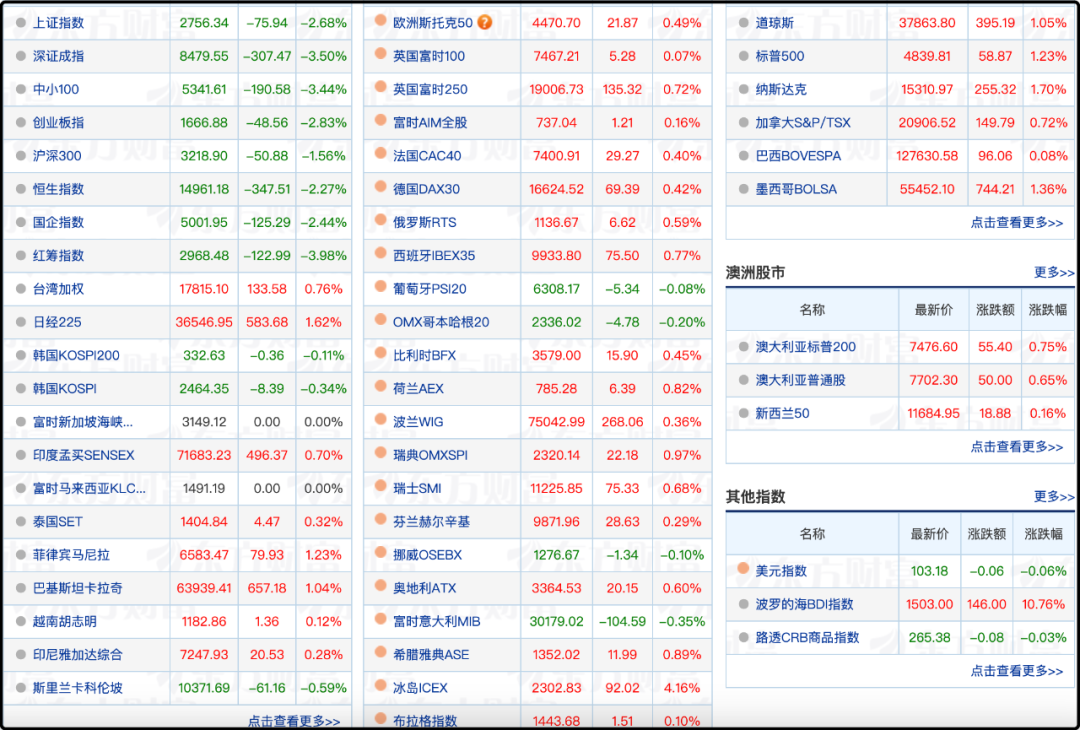 上证指数 2756.34 −75.94 −2.68%
深证成指 8479.55 −307.47 −3.50%
中小100 5341.61 −190.58 −3.44%
创业板指 1666.88 −48.56 −2.83%
沪深300 3218.90 −50.88 −1.56%
恒生指数 14961.18 −347.51 −2.27%
国企指数 5001.95 −125.29 −2.44%
红筹指数 2968.48 −122.99 −3.98%
台湾加权 17815.10 133.58 0.76%
日经225 36546.95 583.68 1.62%
韩国KOSPI200 332.63 −0.36 −0.11%
韩国KOSPI 2464.35 −8.39 −0.34%
富时新加坡海峡... 3149.12 0.00 0.00%
印度孟买SENSEX 71683.23 496.37 0.70%
富时马来西亚KLC... 1491.19 0.00 0.00%
泰国SET 1404.84 4.47 0.32%
菲律宾马尼拉 6583.47 79.93 1.23%
巴基斯坦卡拉奇 63939.41 657.18 1.04%
越南胡志明 1182.86 1.36 0.12%
印尼雅加达综合 7247.93 20.53 0.28%
斯里兰卡科伦坡 10371.69 −61.16 −0.59%
点击查看更多>>
欧洲斯托克50 ? 4470.70 21.87 0.49%
英国富时100 7467.21 5.28 0.07%
英国富时250 19006.73 135.32 0.72%
富时AIM全股 737.04 1.21 0.16%
法国CAC40 7400.91 29.27 0.40%
德国DAX30 16624.52 69.39 0.42%
俄罗斯RTS 1136.67 6.62 0.59%
西班牙IBEX35 9933.80 75.50 0.77%
葡萄牙PSI20 6308.17 −5.34 −0.08%
OMX哥本哈根20 2336.02 −4.78 −0.20%
比利时BFX 3579.00 15.90 0.45%
荷兰AEX 785.28 6.39 0.82%
波兰WIG 75042.99 268.06 0.36%
瑞典OMXSPI 2320.14 22.18 0.97%
瑞士SMI 11225.85 75.33 0.68%
芬兰赫尔辛基 9871.96 28.63 0.29%
挪威OSEBX 1276.67 −1.34 −0.10%
奥地利ATX 3364.53 20.15 0.60%
富时意大利MIB 30179.02 −104.59 −0.35%
希腊雅典ASE 1352.02 11.99 0.89%
冰岛ICEX 2302.83 92.02 4.16%
布拉格指数 1443.68 1.51 0.10%
道琼斯 37863.80 395.19 1.05%
标普500 4839.81 58.87 1.23%
纳斯达克 15310.97 255.32 1.70%
加拿大S&P/TSX 20906.52 149.79 0.72%
巴西BOVESPA 127630.58 96.06 0.08%
墨西哥BOLSA 55452.10 744.21 1.36%
点击查看更多>>
澳洲股市 更多>>
名称 最新价 涨跌额 涨跌幅
澳大利亚标普200 7476.60 55.40 0.75%
澳大利亚普通股 7702.30 50.00 0.65%
新西兰50 11684.95 18.88 0.16%
点击查看更多>>
其他指数 更多>>
名称 最新价 涨跌额 涨跌幅
美元指数 103.18 −0.06 −0.06%
波罗的海BDI指数 1503.00 146.00 10.76%
路透CRB商品指数 265.38 −0.08 −0.03%
点击查看更多>>